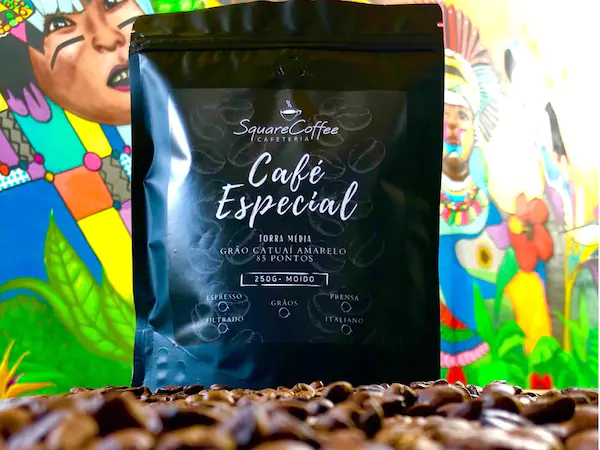 SquareCoffee
CAFETERIA
Café
Especial
TORRA MÉDIA
GRÃO CATUAÍ AMARELO
85 PONTOS
250G- MOÍDO
ESPRESSO GRÃOS PRENSA
FILTRADO ITALIANO